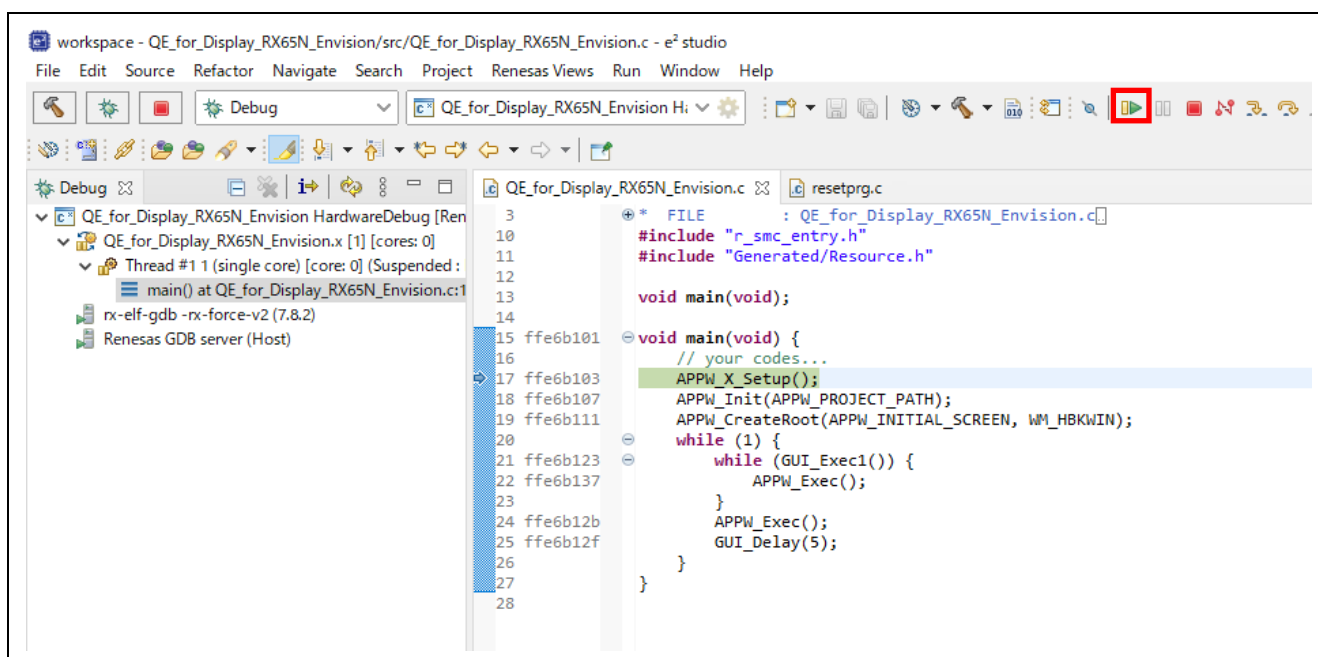 workspace - QE_for_Display_RX65N_Envision/src/QE_for_Display_RX65N_Envision.c - e² studio
File Edit Source Refactor Navigate Search Project Renesas Views Run Window Help
Debug QE_for_Display_RX65N_Envision Ha
010
Debug
QE_for_Display_RX65N_Envision HardwareDebug [Ren
QE_for_Display_RX65N_Envision.x [1] [cores: 0]
Thread #1 1 (single core) [core: 0] (Suspended :
main() at QE_for_Display_RX65N_Envision.c:1
rx-elf-gdb -rx-force-v2 (7.8.2)
Renesas GDB server (Host)
QE_for_Display_RX65N_Envision.c resetprg.c
3 * FILE : QE_for_Display_RX65N_Envision.c
10 #include "r_smc_entry.h"
11 #include "Generated/Resource.h"
12
13 void main(void);
14
15 ffe6b101 void main(void) {
16 // your codes...
17 ffe6b103 APPW_X_Setup();
18 ffe6b107 APPW_Init(APPW_PROJECT_PATH);
19 ffe6b111 APPW_CreateRoot(APPW_INITIAL_SCREEN, WM_HBKWIN);
20 while (1) {
21 ffe6b123 while (GUI_Exec1()) {
22 ffe6b137 APPW_Exec();
23 }
24 ffe6b12b APPW_Exec();
25 ffe6b12f GUI_Delay(5);
26 }
27 }
28